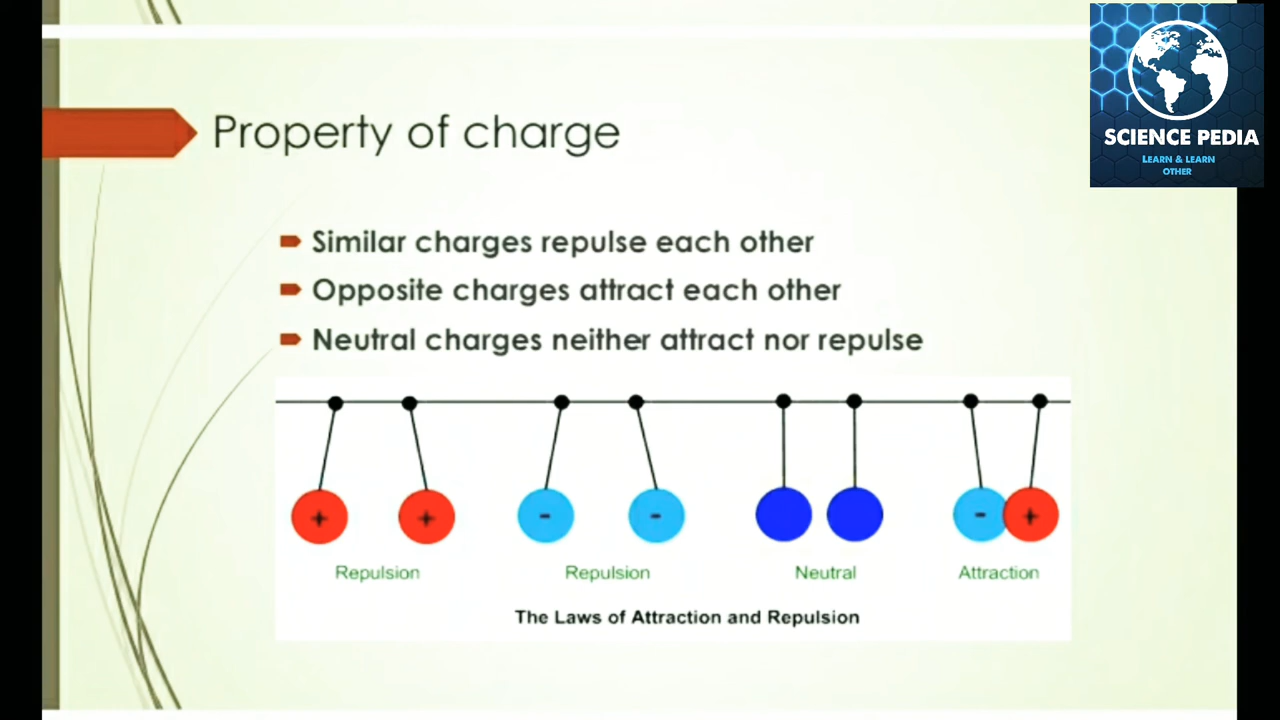 Property of charge
SCIENCE PEDIA
LEARN & LEARN
OTHER
Similar charges repulse each other
Opposite charges attract each other
Neutral charges neither attract nor repulse
+ + - - - +
Repulsion Repulsion Neutral Attraction
The Laws of Attraction and Repulsion